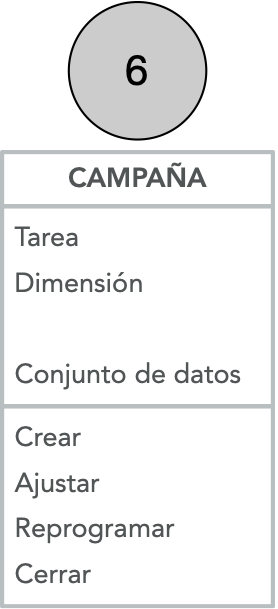 6
CAMPAÑA
Tarea
Dimensión
Conjunto de datos
Crear
Ajustar
Reprogramar
Cerrar